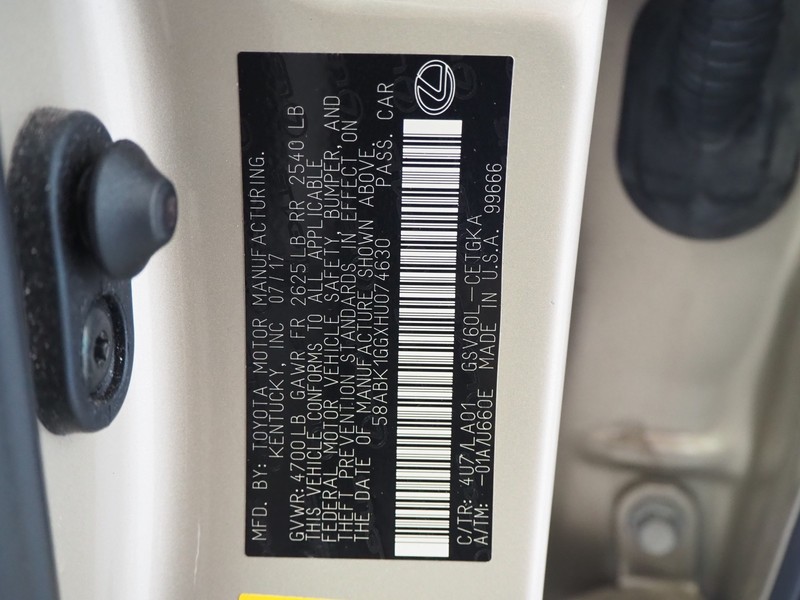 MFD. BY: TOYOTA MOTOR MANUFACTURING.
KENTUCKY, INC 07/17
GVWR: 4700 LB GAWR FR 2625 LB RR 2540 LB
THIS VEHICLE CONFORMS TO ALL APPLICABLE
FEDERAL MOTOR VEHICLE SAFETY, BUMPER, AND
THEFT PREVENTION STANDARDS IN EFFECT ON
THE DATE OF MANUFACTURE SHOWN ABOVE.
58ABK1GGXHU074630 PASS. CAR
C/TR: 4U7/LA01 GSV60L-CETGKA
A/TM: -01A/U660E MADE IN U.S.A. 99666